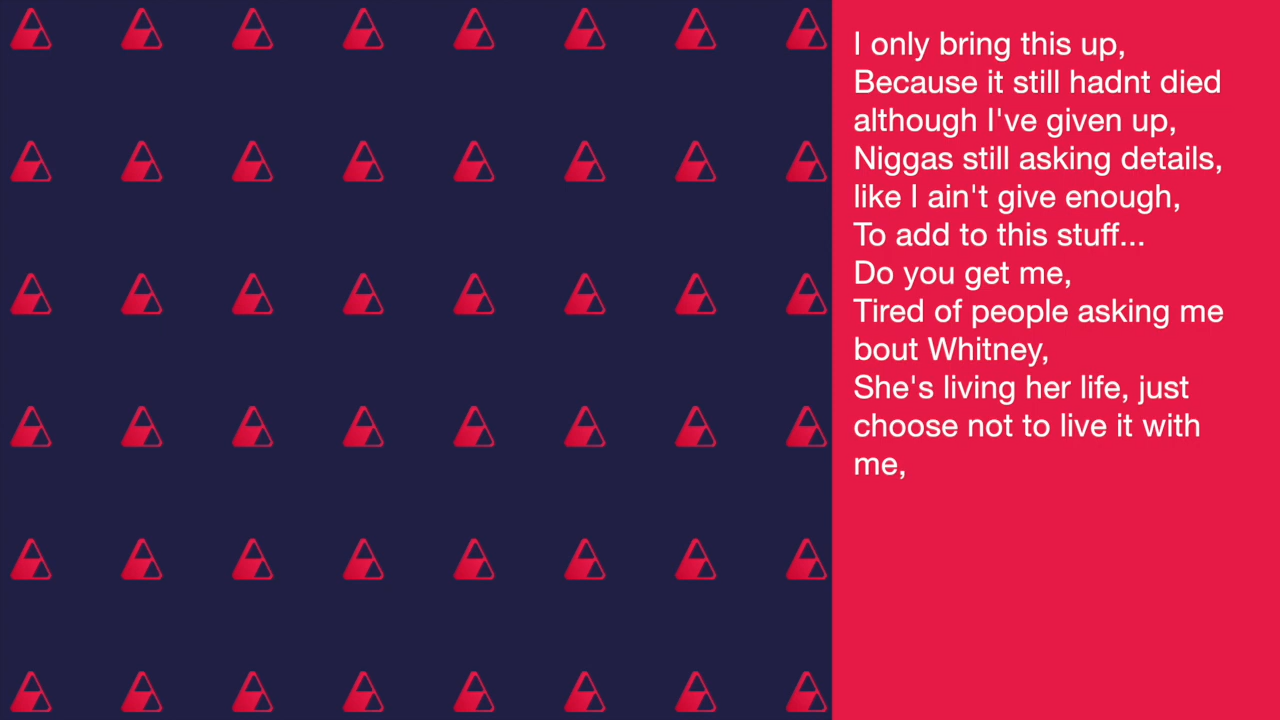 I only bring this up,
Because it still hadnt died
although I've given up,
Niggas still asking details,
like I ain't give enough,
To add to this stuff...
Do you get me,
Tired of people asking me
bout Whitney,
She's living her life, just
choose not to live it with
me,